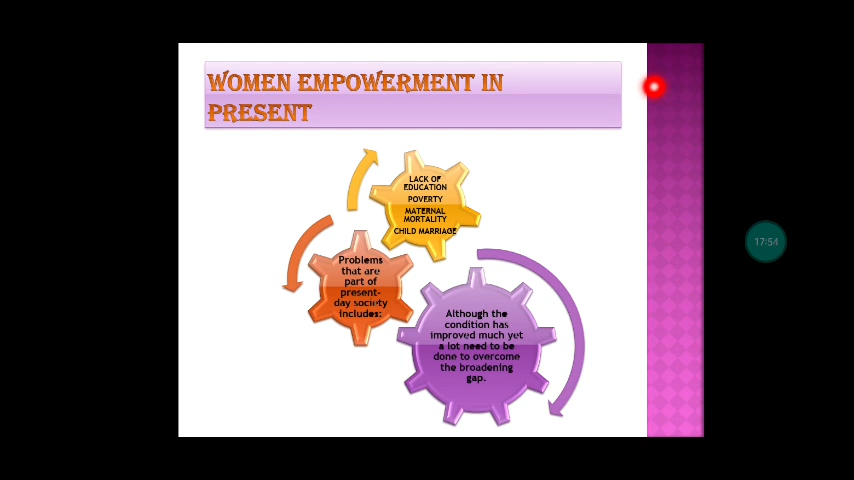 WOMEN EMPOWERMENT IN
PRESENT
LACK OF
EDUCATION
POVERTY
MATERNAL
MORTALITY
CHILD MARRIAGE
Problems
that are
part of
present-
day society
includes:
Although the
condition has
improved much yet
a lot need to be
done to overcome
the broadening
gap.
17:54